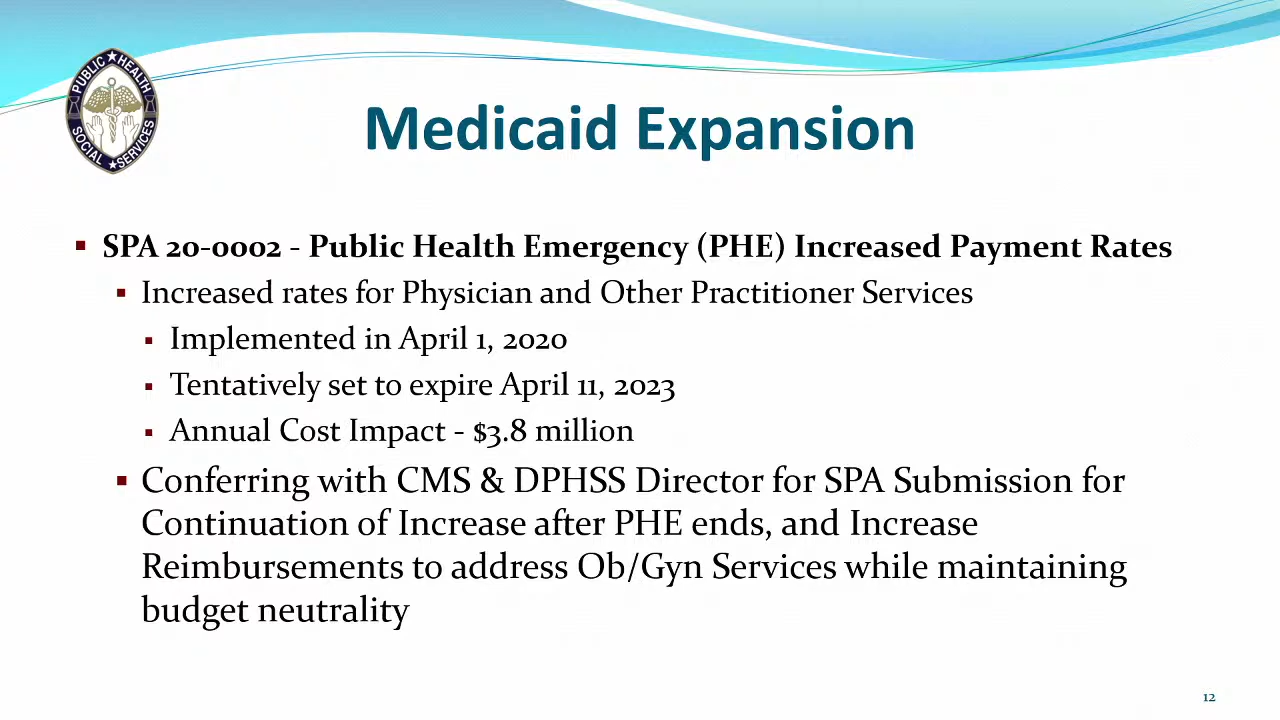 PUBLIC HEALTH
SOCIAL SERVICES
Medicaid Expansion
SPA 20-0002 - Public Health Emergency (PHE) Increased Payment Rates
Increased rates for Physician and Other Practitioner Services
Implemented in April 1, 2020
Tentatively set to expire April 11, 2023
Annual Cost Impact - $3.8 million
Conferring with CMS & DPHSS Director for SPA Submission for
Continuation of Increase after PHE ends, and Increase
Reimbursements to address Ob/Gyn Services while maintaining
budget neutrality
12